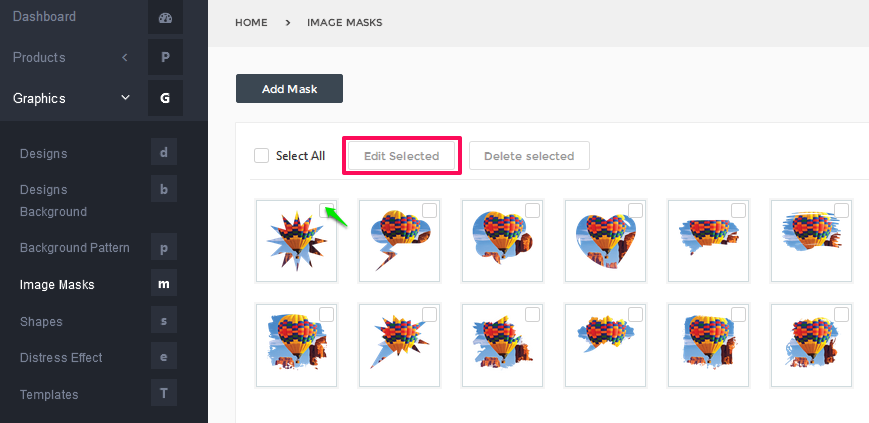 Dashboard
Products P
Graphics G
Designs d
Designs b
Background
Background Pattern p
Image Masks m
Shapes s
Distress Effect e
Templates T
HOME > IMAGE MASKS
Add Mask
Select All Edit Selected Delete selected